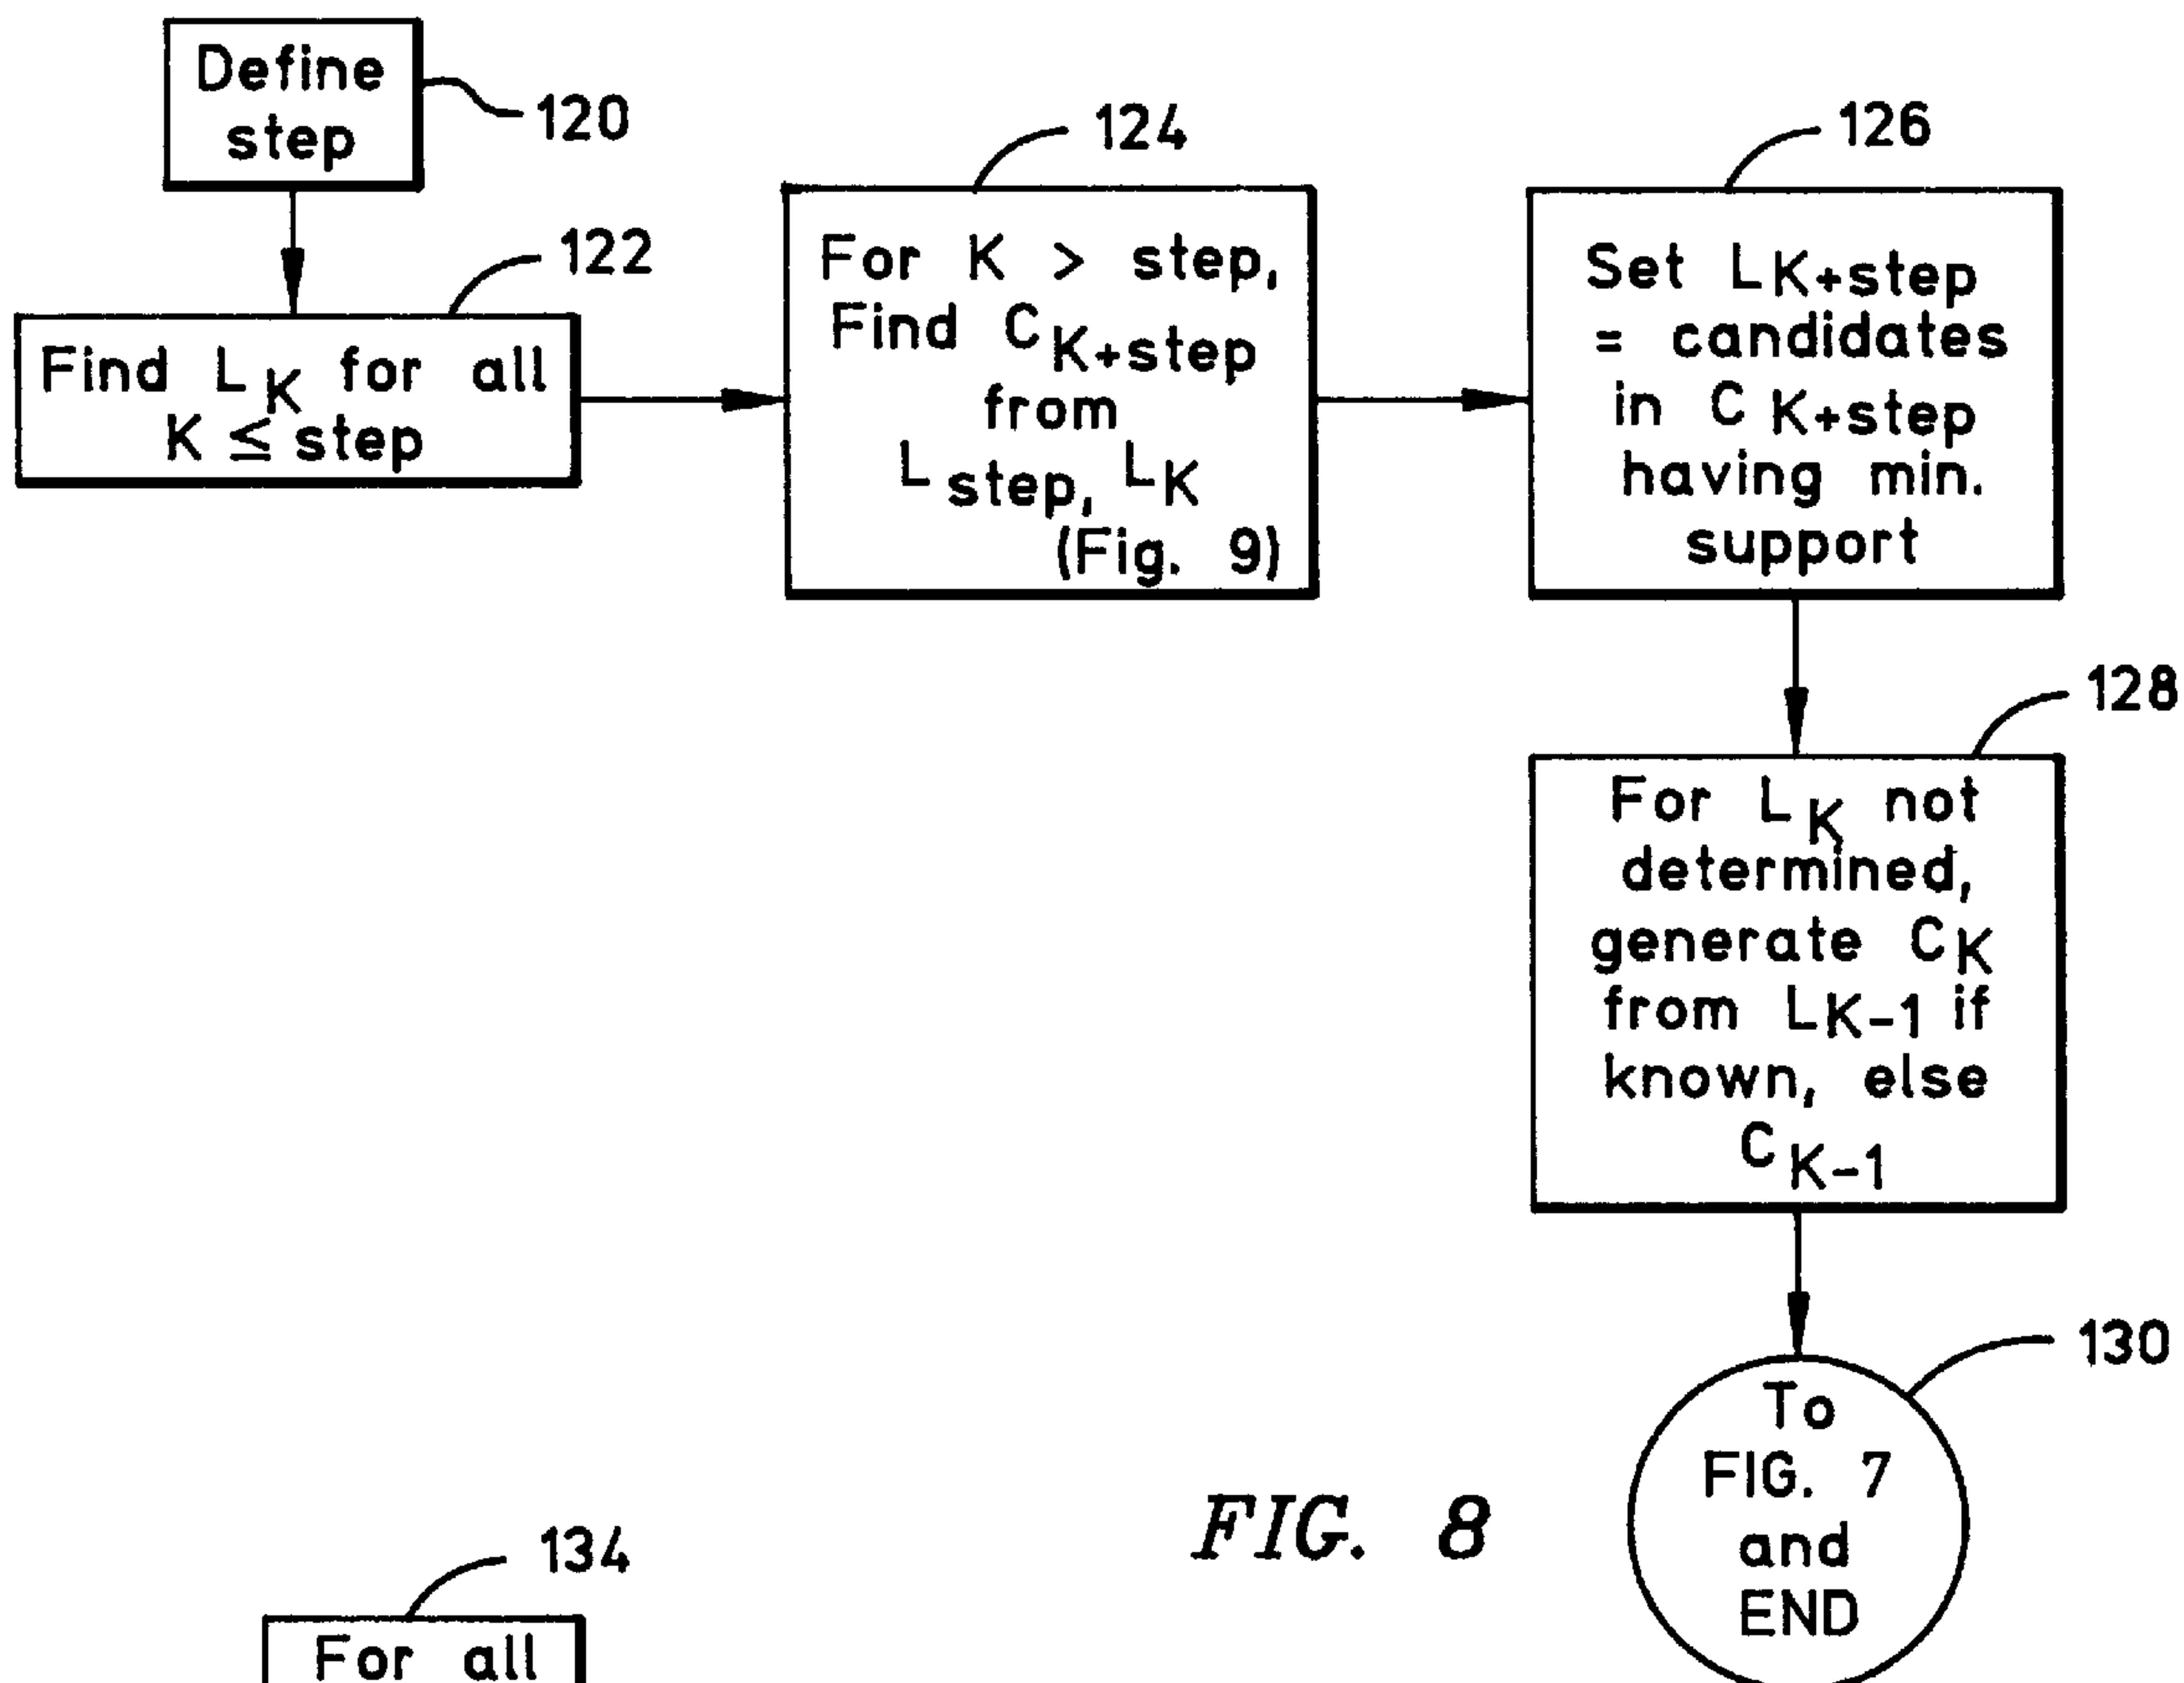 Define
step
120
122
Find L_K for all
K ≤ step
124
For K > step,
Find C_K+step
from
L_step, L_K
(Fig. 9)
126
Set L_K+step
= candidates
in C_K+step
having min.
support
128
For L_K not
determined,
generate C_K
from L_K-1 if
known, else
C_K-1
130
To
FIG. 7
and
END
FIG. 8
134
For all